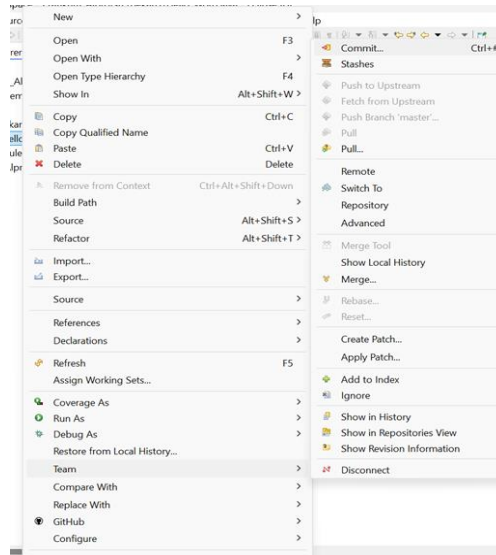 New >
Open F3
Open With >
Open Type Hierarchy F4
Show In Alt+Shift+W >
Copy Ctrl+C
Copy Qualified Name
Paste Ctrl+V
Delete Delete
Remove from Context Ctrl+Alt+Shift+Down
Build Path >
Source Alt+Shift+S >
Refactor Alt+Shift+T >
Import...
Export...
Source >
References >
Declarations >
Refresh F5
Assign Working Sets...
Coverage As >
Run As >
Debug As >
Restore from Local History...
Team >
Compare With >
Replace With >
GitHub >
Configure >
Commit...
Stashes
Push to Upstream
Fetch from Upstream
Push Branch 'master'...
Pull
Pull...
Remote
Switch To
Repository
Advanced
Merge Tool
Show Local History
Merge...
Rebase...
Reset...
Create Patch...
Apply Patch...
Add to Index
Ignore
Show in History
Show in Repositories View
Show Revision Information
Disconnect